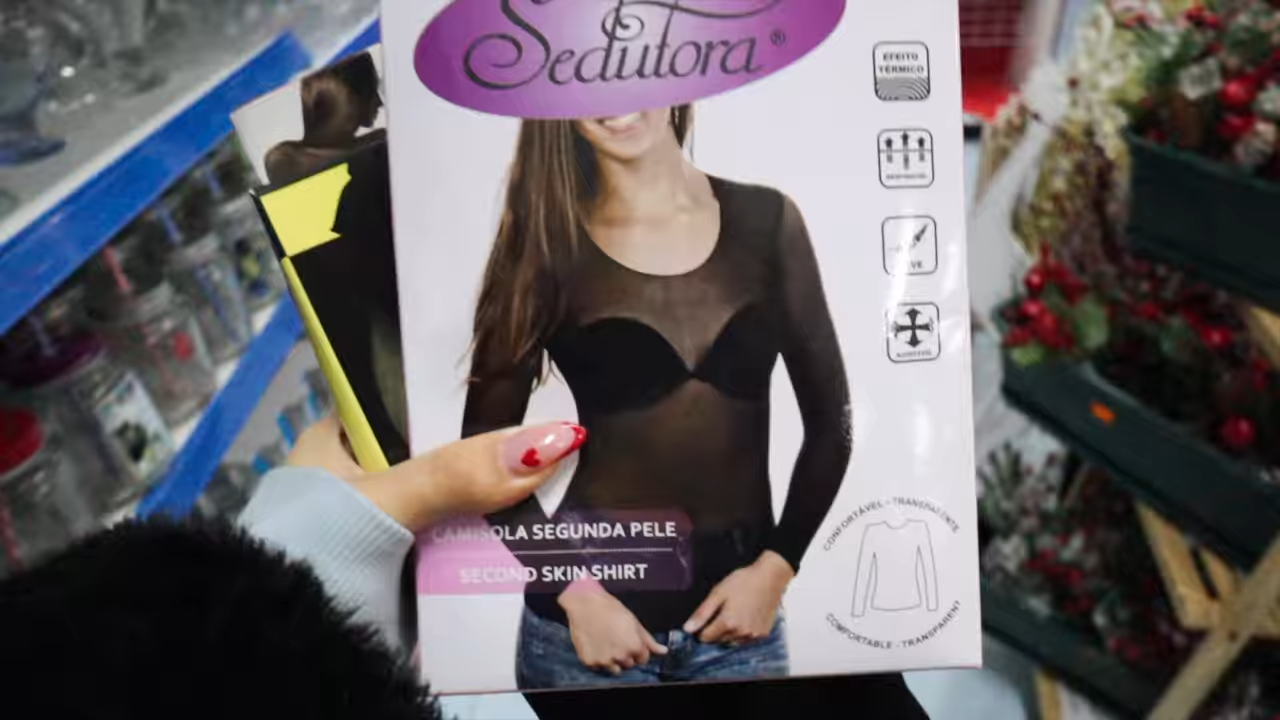 Sedutora®
EFEITO
TÉRMICO
CAMISOLA SEGUNDA PELE
SECOND SKIN SHIRT
CONFORTÁVEL - TRANSPARENTE
COMFORTABLE - TRANSPARENT